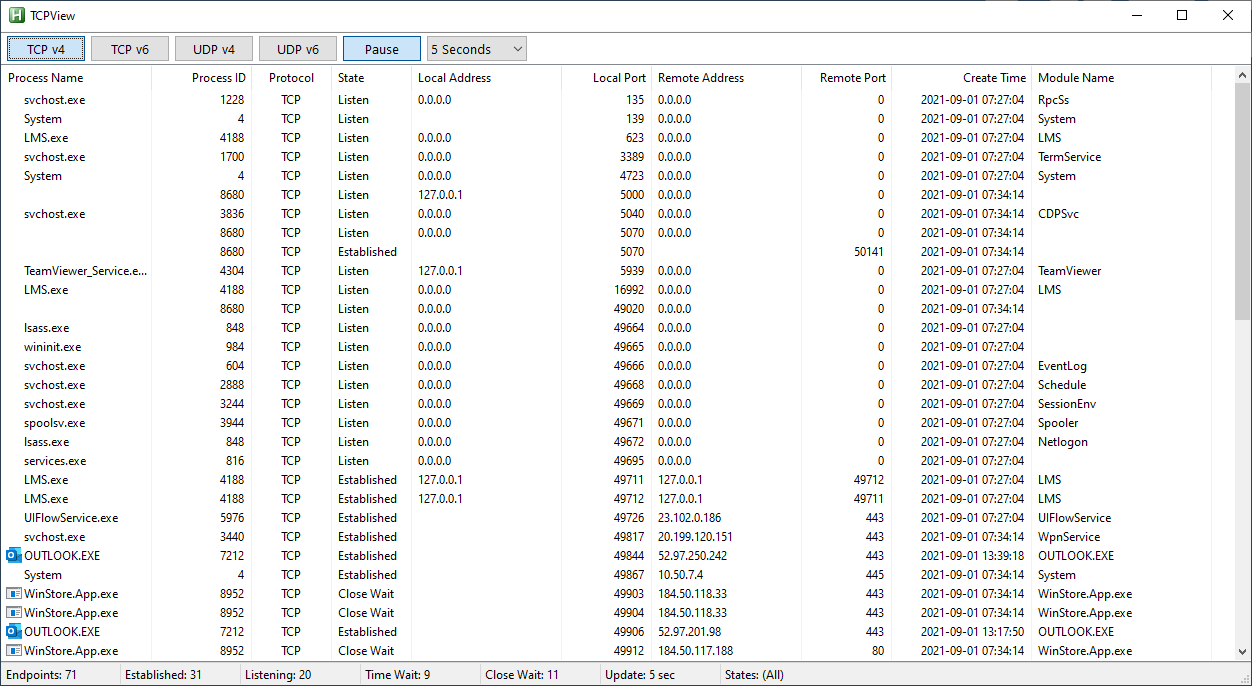 TCPView
TCP v4 TCP v6 UDP v4 UDP v6 Pause 5 Seconds
Process Name Process ID Protocol State Local Address Local Port Remote Address Remote Port Create Time Module Name
svchost.exe 1228 TCP Listen 0.0.0.0 135 0.0.0.0 0 2021-09-01 07:27:04 RpcSs
System 4 TCP Listen 139 0.0.0.0 0 2021-09-01 07:27:04 System
LMS.exe 4188 TCP Listen 0.0.0.0 623 0.0.0.0 0 2021-09-01 07:27:04 LMS
svchost.exe 1700 TCP Listen 0.0.0.0 3389 0.0.0.0 0 2021-09-01 07:27:04 TermService
System 4 TCP Listen 0.0.0.0 4723 0.0.0.0 0 2021-09-01 07:27:04 System
8680 TCP Listen 127.0.0.1 5000 0.0.0.0 0 2021-09-01 07:34:14
svchost.exe 3836 TCP Listen 0.0.0.0 5040 0.0.0.0 0 2021-09-01 07:34:14 CDPSvc
8680 TCP Listen 0.0.0.0 5070 0.0.0.0 0 2021-09-01 07:34:14
8680 TCP Established 5070 50141 2021-09-01 07:34:14
TeamViewer_Service.e... 4304 TCP Listen 127.0.0.1 5939 0.0.0.0 0 2021-09-01 07:27:04 TeamViewer
LMS.exe 4188 TCP Listen 0.0.0.0 16992 0.0.0.0 0 2021-09-01 07:27:04 LMS
8680 TCP Listen 0.0.0.0 49020 0.0.0.0 0 2021-09-01 07:34:14
lsass.exe 848 TCP Listen 0.0.0.0 49664 0.0.0.0 0 2021-09-01 07:27:04
wininit.exe 984 TCP Listen 0.0.0.0 49665 0.0.0.0 0 2021-09-01 07:27:04
svchost.exe 604 TCP Listen 0.0.0.0 49666 0.0.0.0 0 2021-09-01 07:27:04 EventLog
svchost.exe 2888 TCP Listen 0.0.0.0 49668 0.0.0.0 0 2021-09-01 07:27:04 Schedule
svchost.exe 3244 TCP Listen 0.0.0.0 49669 0.0.0.0 0 2021-09-01 07:27:04 SessionEnv
spoolsv.exe 3944 TCP Listen 0.0.0.0 49671 0.0.0.0 0 2021-09-01 07:27:04 Spooler
lsass.exe 848 TCP Listen 0.0.0.0 49672 0.0.0.0 0 2021-09-01 07:27:04 Netlogon
services.exe 816 TCP Listen 0.0.0.0 49695 0.0.0.0 0 2021-09-01 07:27:04
LMS.exe 4188 TCP Established 127.0.0.1 49711 127.0.0.1 49712 2021-09-01 07:27:04 LMS
LMS.exe 4188 TCP Established 127.0.0.1 49712 127.0.0.1 49711 2021-09-01 07:27:04 LMS
UIFlowService.exe 5976 TCP Established 49726 23.102.0.186 443 2021-09-01 07:27:04 UIFlowService
svchost.exe 3440 TCP Established 49817 20.199.120.151 443 2021-09-01 07:34:14 WpnService
OUTLOOK.EXE 7212 TCP Established 49844 52.97.250.242 443 2021-09-01 13:39:18 OUTLOOK.EXE
System 4 TCP Established 49867 10.50.7.4 445 2021-09-01 07:34:14 System
WinStore.App.exe 8952 TCP Close Wait 49903 184.50.118.33 443 2021-09-01 07:34:14 WinStore.App.exe
WinStore.App.exe 8952 TCP Close Wait 49904 184.50.118.33 443 2021-09-01 07:34:14 WinStore.App.exe
OUTLOOK.EXE 7212 TCP Established 49906 52.97.201.98 443 2021-09-01 13:17:50 OUTLOOK.EXE
WinStore.App.exe 8952 TCP Close Wait 49912 184.50.117.188 80 2021-09-01 07:34:14 WinStore.App.exe
Endpoints: 71 Established: 31 Listening: 20 Time Wait: 9 Close Wait: 11 Update: 5 sec States: (All)